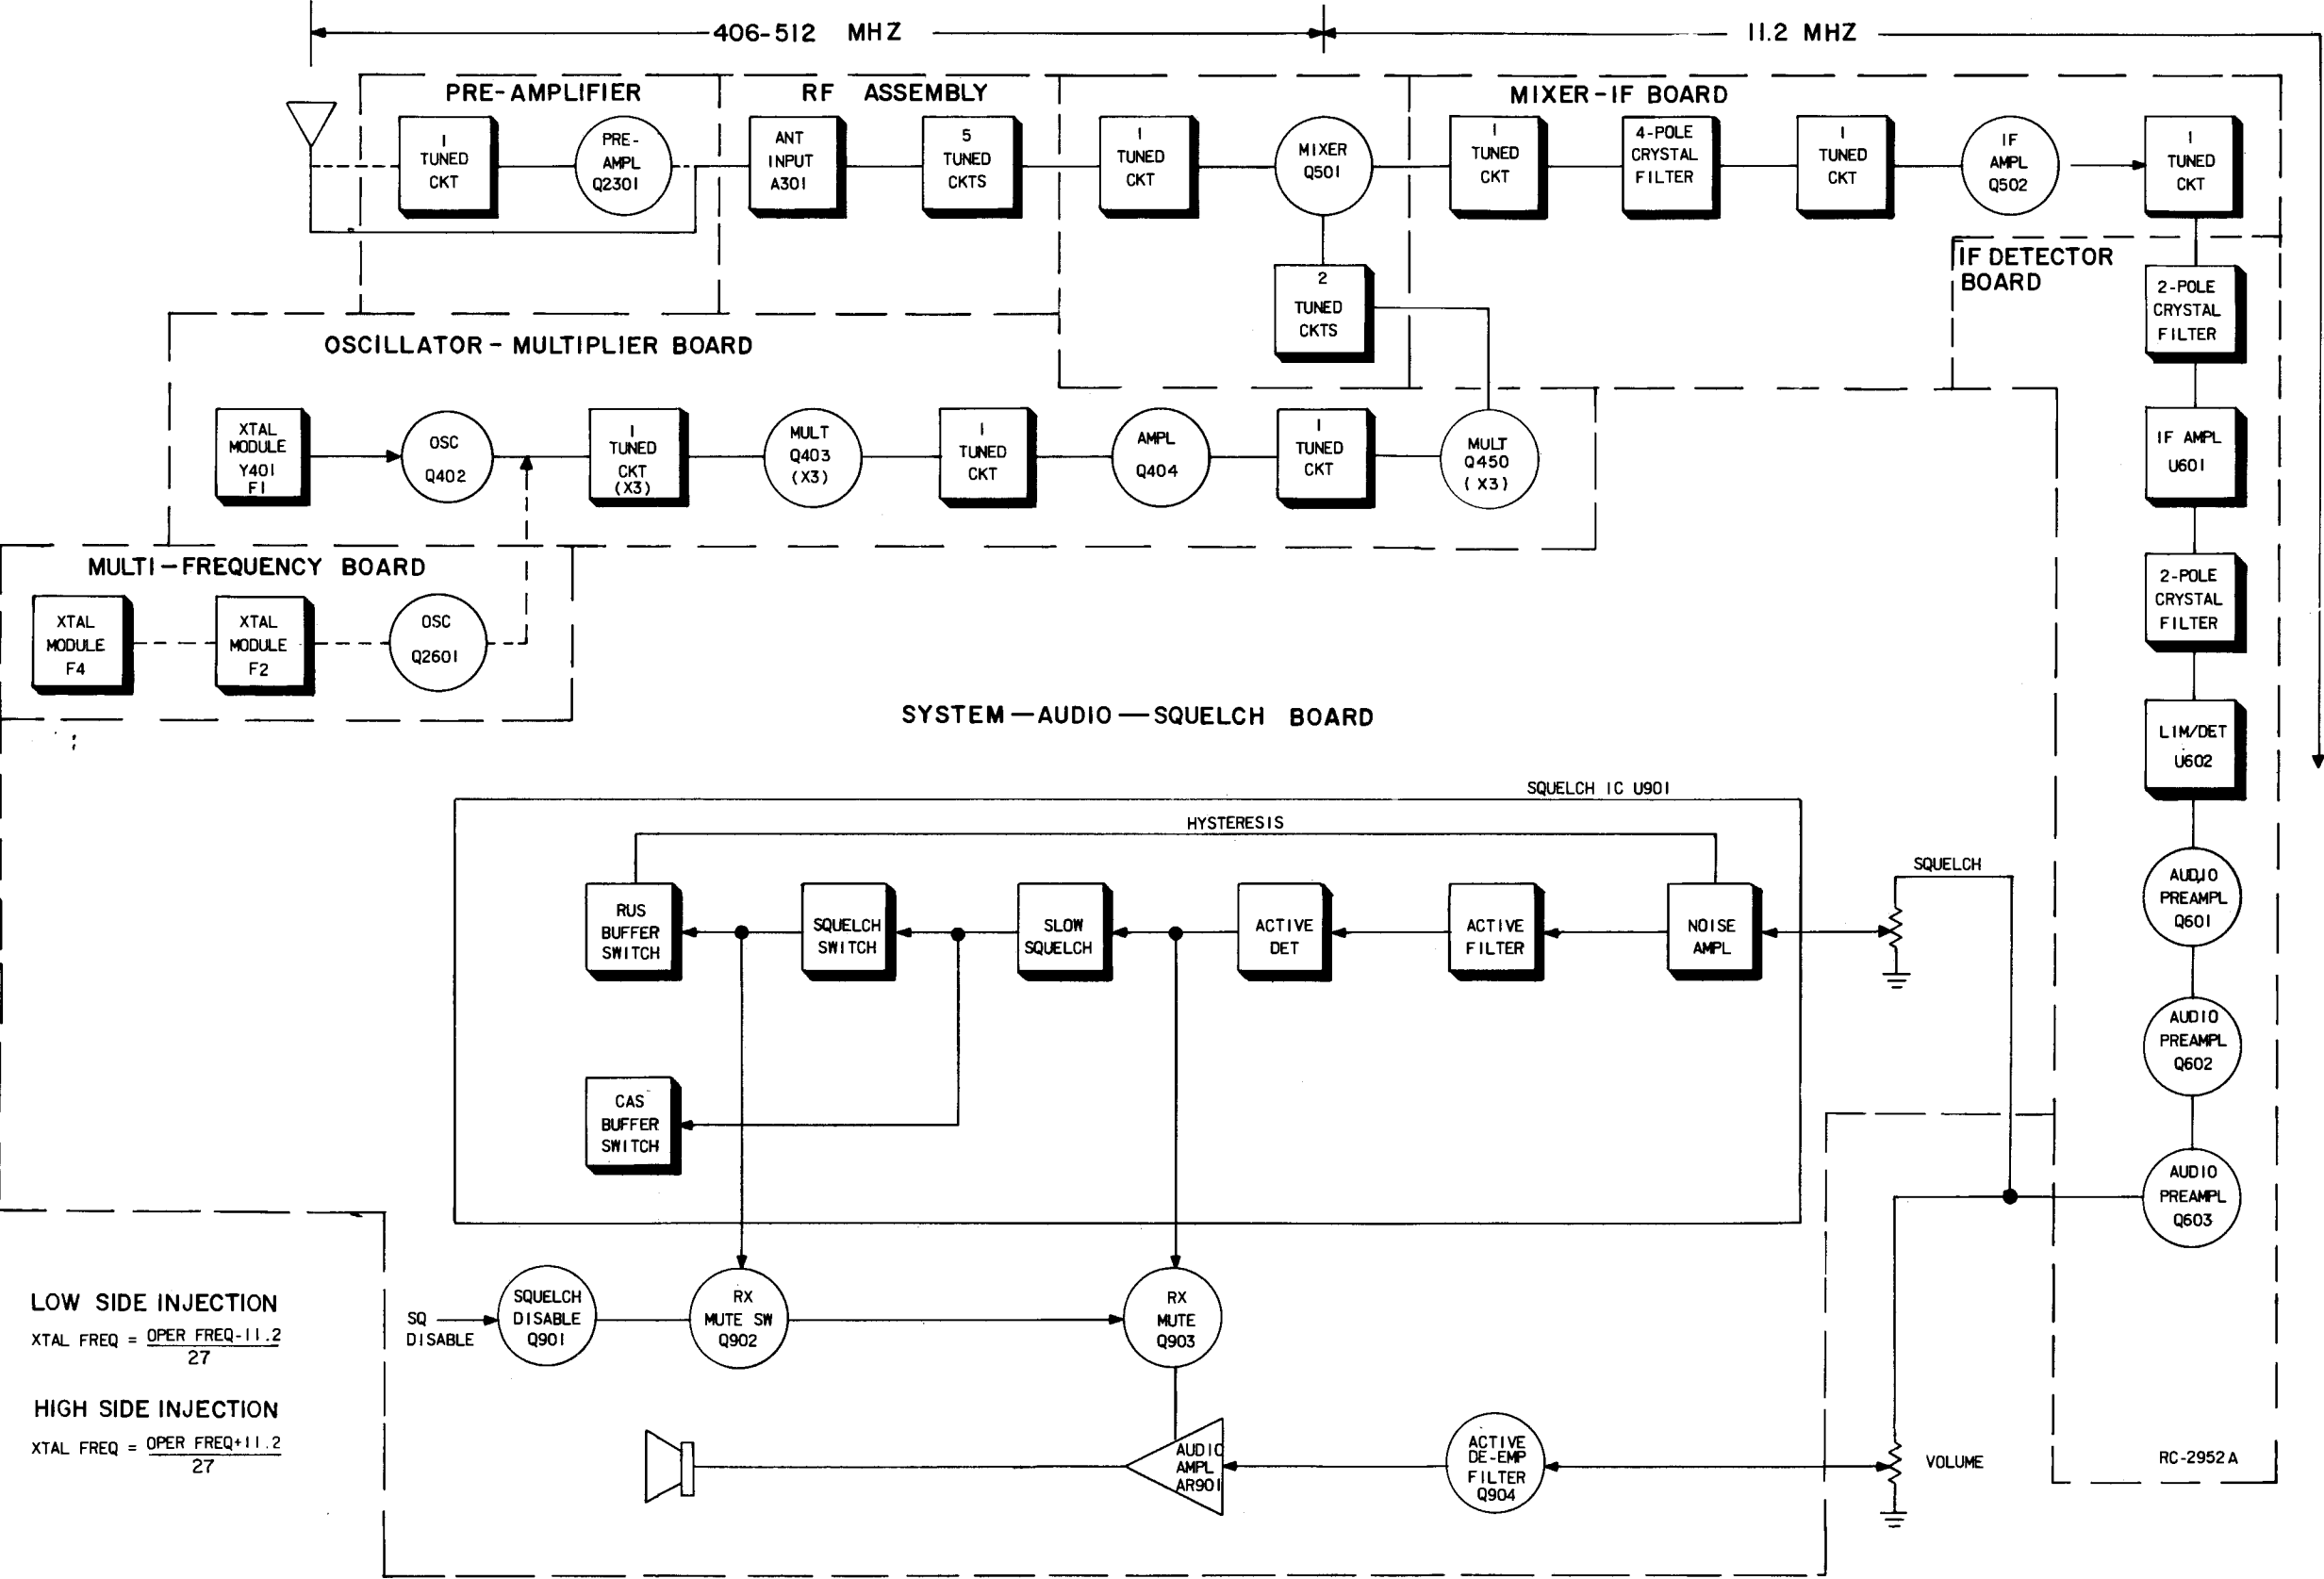 406-512 MHZ
11.2 MHZ
PRE-AMPLIFIER
RF ASSEMBLY
MIXER-IF BOARD
1
TUNED
CKT
PRE-
AMPL
Q2301
ANT
INPUT
A301
5
TUNED
CKTS
1
TUNED
CKT
MIXER
Q501
1
TUNED
CKT
4-POLE
CRYSTAL
FILTER
1
TUNED
CKT
IF
AMPL
Q502
1
TUNED
CKT
2
TUNED
CKTS
IF DETECTOR
BOARD
2-POLE
CRYSTAL
FILTER
OSCILLATOR - MULTIPLIER BOARD
XTAL
MODULE
Y401
F1
OSC
Q402
1
TUNED
CKT
(X3)
MULT
Q403
(X3)
1
TUNED
CKT
AMPL
Q404
1
TUNED
CKT
MULT
Q450
(X3)
IF AMPL
U601
MULTI-FREQUENCY BOARD
XTAL
MODULE
F4
XTAL
MODULE
F2
OSC
Q2601
2-POLE
CRYSTAL
FILTER
SYSTEM-AUDIO-SQUELCH BOARD
LIM/DET
U602
SQUELCH IC U901
HYSTERESIS
RUS
BUFFER
SWITCH
SQUELCH
SWITCH
SLOW
SQUELCH
ACTIVE
DET
ACTIVE
FILTER
NOISE
AMPL
SQUELCH
AUDIO
PREAMPL
Q601
AUDIO
PREAMPL
Q602
CAS
BUFFER
SWITCH
AUDIO
PREAMPL
Q603
LOW SIDE INJECTION
XTAL FREQ = OPER FREQ-11.2
27
HIGH SIDE INJECTION
XTAL FREQ = OPER FREQ+11.2
27
SQ
DISABLE
SQUELCH
DISABLE
Q901
RX
MUTE SW
Q902
RX
MUTE
Q903
AUDIO
AMPL
AR901
ACTIVE
DE-EMP
FILTER
Q904
VOLUME
RC-2952A